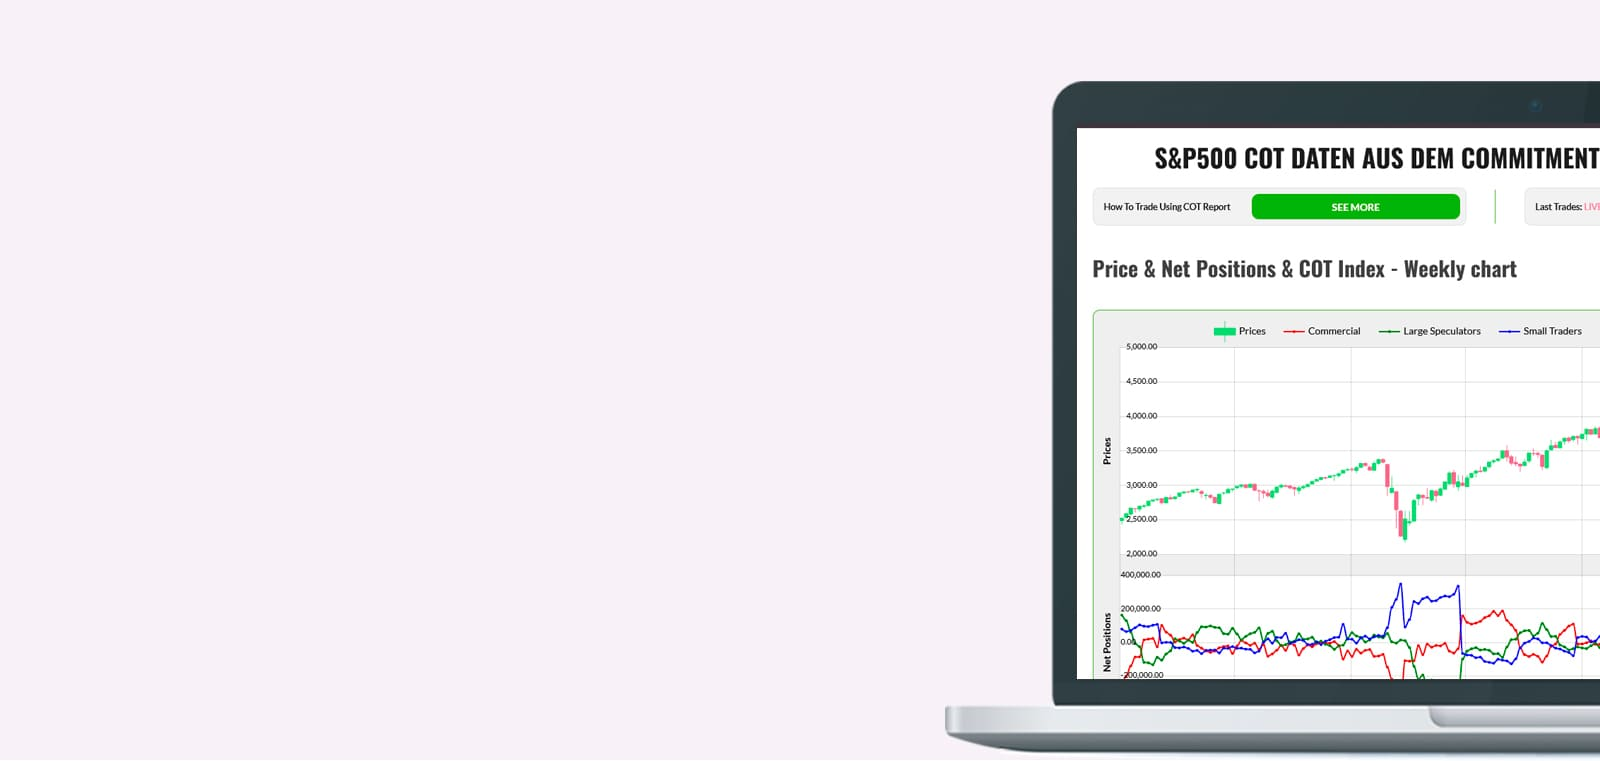 S&P500 COT DATEN AUS DEM COMMITMENT
How To Trade Using COT Report
SEE MORE
Last Trades: LIVE
Price & Net Positions & COT Index - Weekly chart
Prices
Commercial
Large Speculators
Small Traders
Prices
5,000.00
4,500.00
4,000.00
3,500.00
3,000.00
2,500.00
2,000.00
Net Positions
400,000.00
200,000.00
0.00
-200,000.00